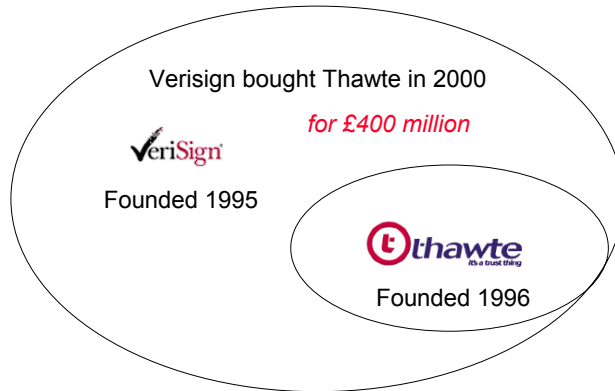 Verisign bought Thawte in 2000
for £400 million
VeriSign
Founded 1995
thawte
it's a trust thing
Founded 1996